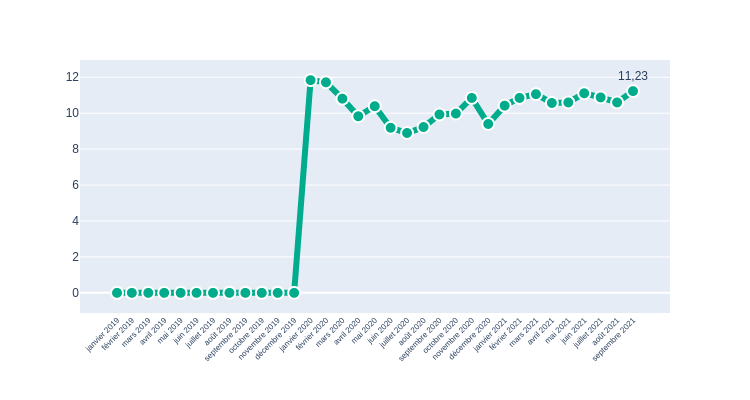 11,23
12
10
8
6
4
2
0
janvier 2019
février 2019
mars 2019
avril 2019
mai 2019
juin 2019
juillet 2019
août 2019
septembre 2019
octobre 2019
novembre 2019
décembre 2019
janvier 2020
février 2020
mars 2020
avril 2020
mai 2020
juin 2020
juillet 2020
août 2020
septembre 2020
octobre 2020
novembre 2020
décembre 2020
janvier 2021
février 2021
mars 2021
avril 2021
mai 2021
juin 2021
juillet 2021
août 2021
septembre 2021